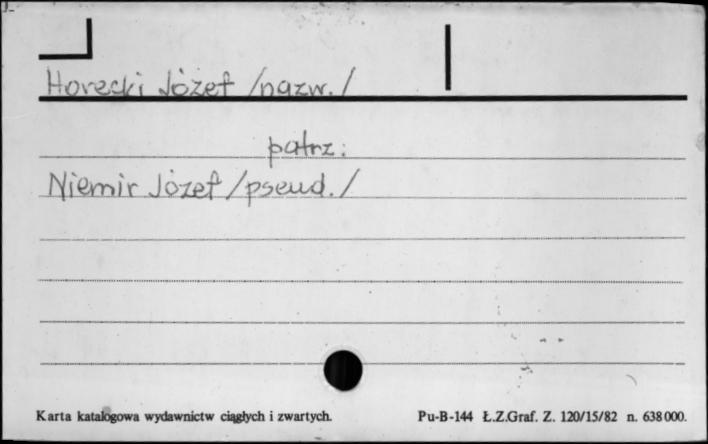 Horecki Józef /nazw./
patrz:
Niemir Józef /pseud./
Karta katalogowa wydawnictw ciągłych i zwartych.
Pu-B-144 Ł.Z.Graf. Z. 120/15/82 n. 638000.